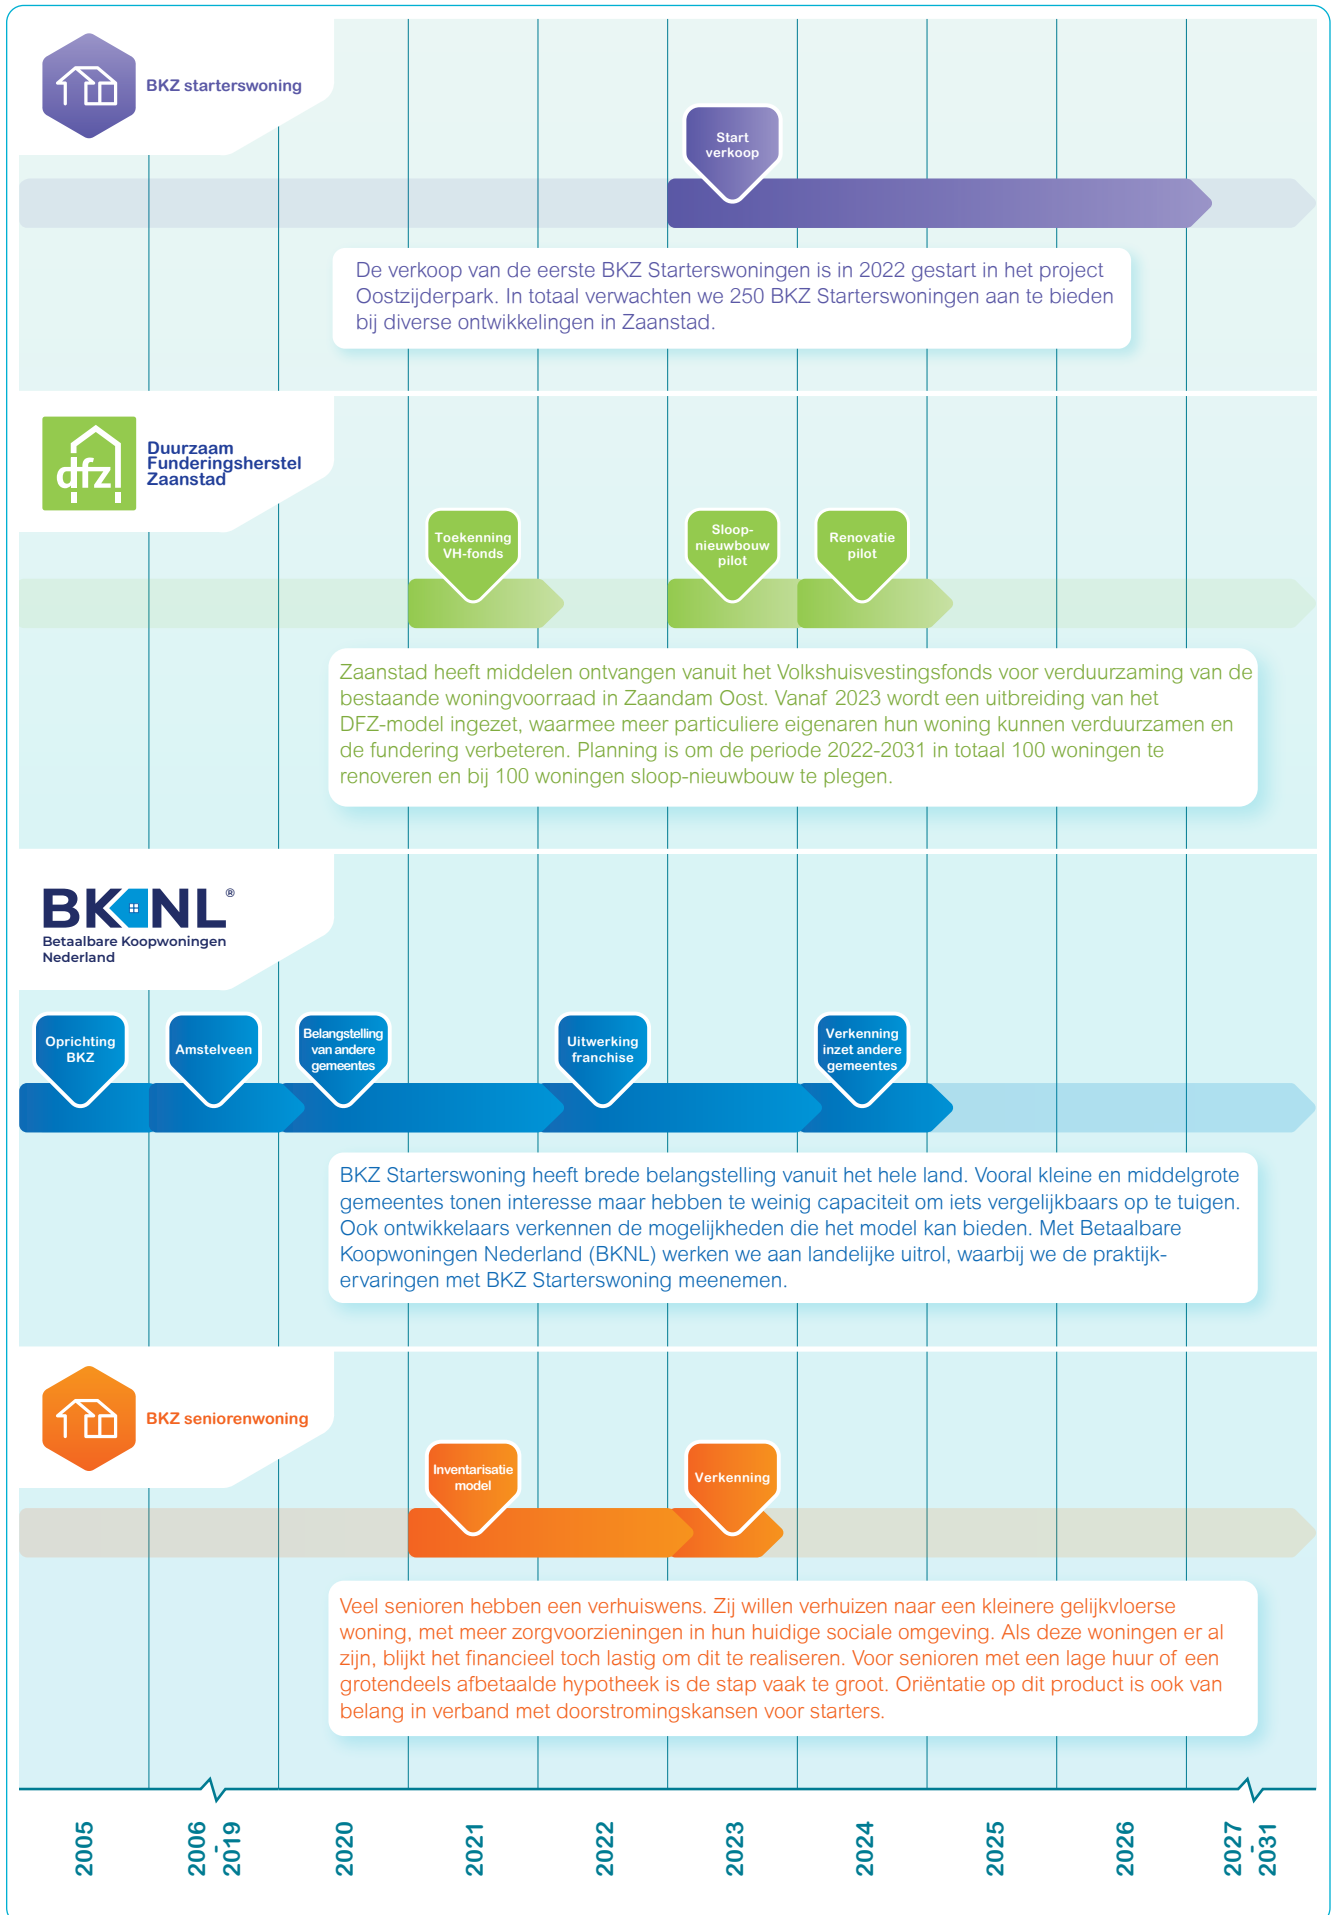 BKZ starterswoning
Start
verkoop
De verkoop van de eerste BKZ Starterswoningen is in 2022 gestart in het project
Oostzijderpark. In totaal verwachten we 250 BKZ Starterswoningen aan te bieden
bij diverse ontwikkelingen in Zaanstad.
dfz
Duurzaam
Funderingsherstel
Zaanstad
Toekenning
VH-fonds
Sloop-
nieuwbouw
pilot
Renovatie
pilot
Zaanstad heeft middelen ontvangen vanuit het Volkshuisvestingsfonds voor verduurzaming van de
bestaande woningvoorraad in Zaandam Oost. Vanaf 2023 wordt een uitbreiding van het
DFZ-model ingezet, waarmee meer particuliere eigenaren hun woning kunnen verduurzamen en
de fundering verbeteren. Planning is om de periode 2022-2031 in totaal 100 woningen te
renoveren en bij 100 woningen sloop-nieuwbouw te plegen.
BKNL®
Betaalbare Koopwoningen
Nederland
Oprichting
BKZ
Amstelveen
Belangstelling
van andere
gemeentes
Uitwerking
franchise
Verkenning
inzet andere
gemeentes
BKZ Starterswoning heeft brede belangstelling vanuit het hele land. Vooral kleine en middelgrote
gemeentes tonen interesse maar hebben te weinig capaciteit om iets vergelijkbaars op te tuigen.
Ook ontwikkelaars verkennen de mogelijkheden die het model kan bieden. Met Betaalbare
Koopwoningen Nederland (BKNL) werken we aan landelijke uitrol, waarbij we de praktijk-
ervaringen met BKZ Starterswoning meenemen.
BKZ seniorenwoning
Inventarisatie
model
Verkenning
Veel senioren hebben een verhuiswens. Zij willen verhuizen naar een kleinere gelijkvloerse
woning, met meer zorgvoorzieningen in hun huidige sociale omgeving. Als deze woningen er al
zijn, blijkt het financieel toch lastig om dit te realiseren. Voor senioren met een lage huur of een
grotendeels afbetaalde hypotheek is de stap vaak te groot. Oriëntatie op dit product is ook van
belang in verband met doorstromingskansen voor starters.
2005
2006
-
2019
2020
2021
2022
2023
2024
2025
2026
2027
-
2031